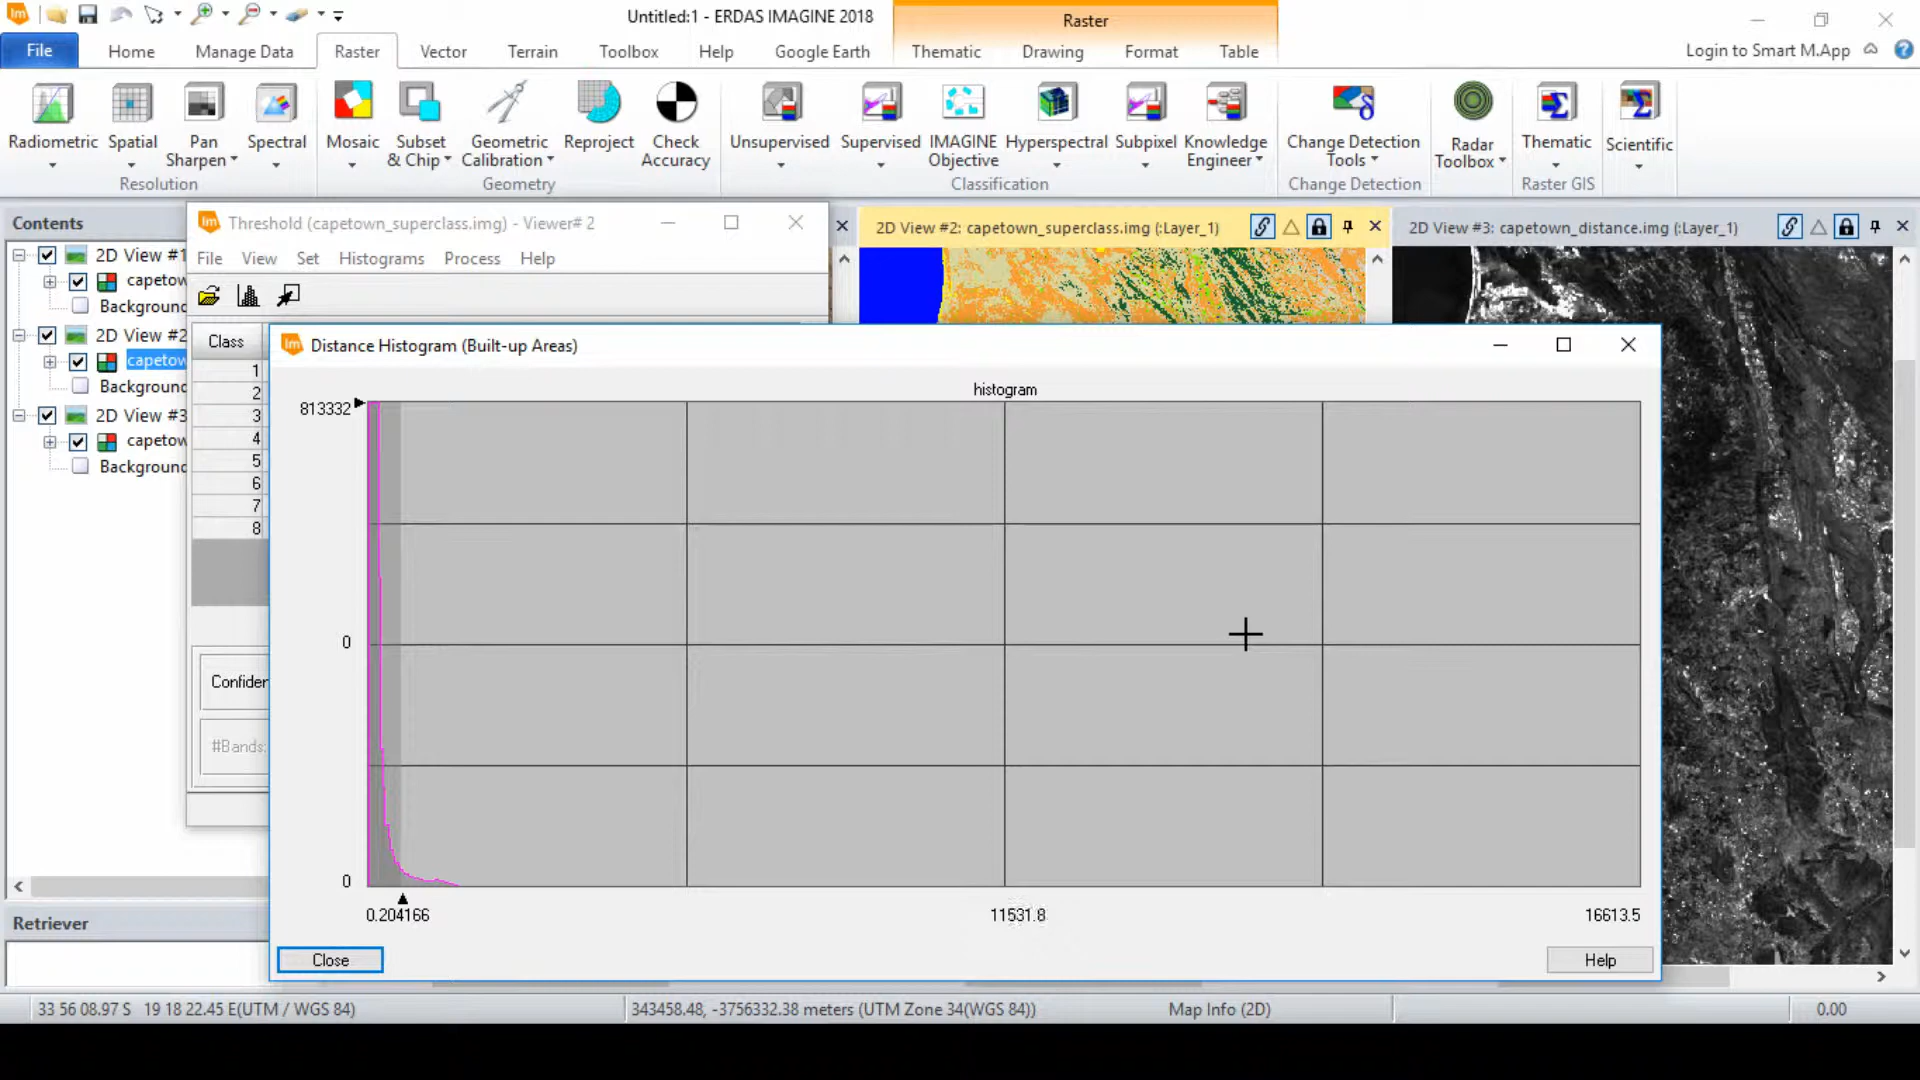 Untitled:1 - ERDAS IMAGINE 2018
Raster
File Home Manage Data Raster Vector Terrain Toolbox Help Google Earth Thematic Drawing Format Table Login to Smart M.App
Radiometric Spatial Pan Sharpen Spectral Mosaic Subset & Chip Geometric Calibration Reproject Check Accuracy Unsupervised Supervised IMAGINE Objective Hyperspectral Subpixel Knowledge Engineer Change Detection Tools Radar Toolbox Thematic Scientific
Resolution Geometry Classification Change Detection Raster GIS
Contents
2D View #1
capetow
Background
2D View #2
capetow
Background
2D View #3
capetow
Background
Retriever
Threshold (capetown_superclass.img) - Viewer# 2
File View Set Histograms Process Help
Class
1
2
3
4
5
6
7
8
Confiden
#Bands:
2D View #2: capetown_superclass.img (:Layer_1)
2D View #3: capetown_distance.img (:Layer_1)
Distance Histogram (Built-up Areas)
histogram
813332
0
0
0.204166 11531.8 16613.5
Close Help
33 56 08.97 S 19 18 22.45 E(UTM / WGS 84) 343458.48, -3756332.38 meters (UTM Zone 34(WGS 84)) Map Info (2D) 0.00